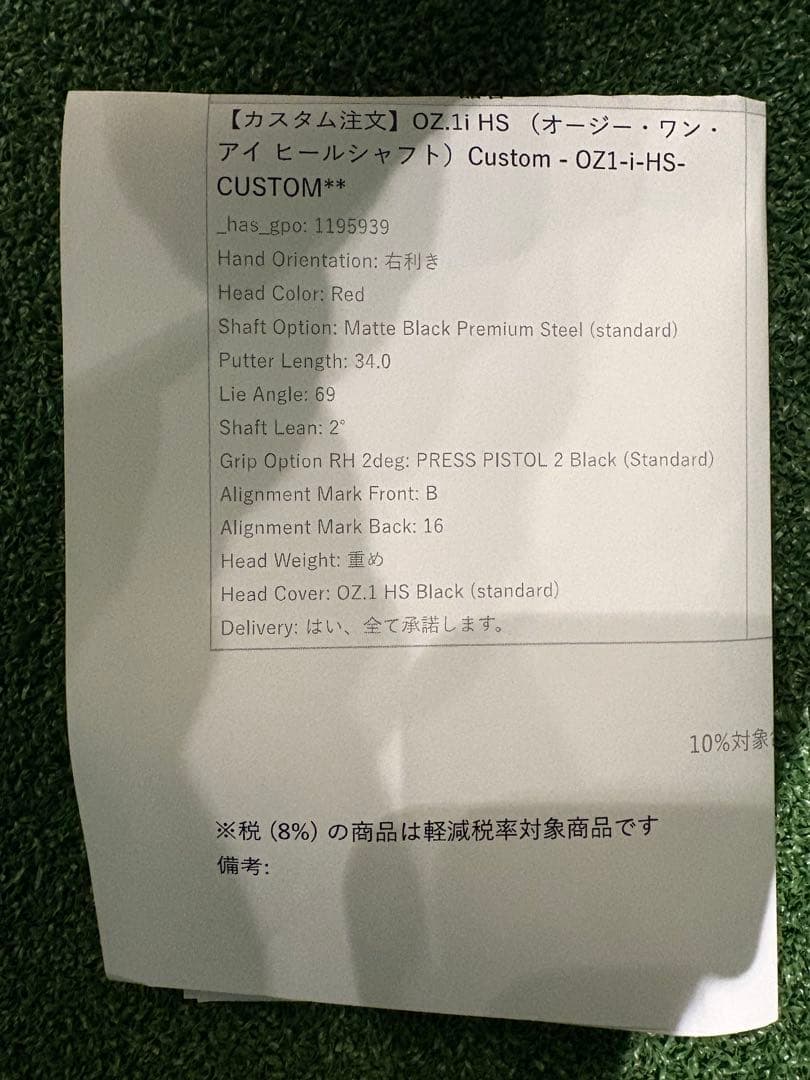 【カスタム注文】OZ.1i HS （オージー・ワン・
アイ ヒールシャフト）Custom - OZ1-i-HS-
CUSTOM**
_has_gpo: 1195939
Hand Orientation: 右利き
Head Color: Red
Shaft Option: Matte Black Premium Steel (standard)
Putter Length: 34.0
Lie Angle: 69
Shaft Lean: 2°
Grip Option RH 2deg: PRESS PISTOL 2 Black (Standard)
Alignment Mark Front: B
Alignment Mark Back: 16
Head Weight: 重め
Head Cover: OZ.1 HS Black (standard)
Delivery: はい、全て承諾します。
10%対象
※税（8%）の商品は軽減税率対象商品です
備考: